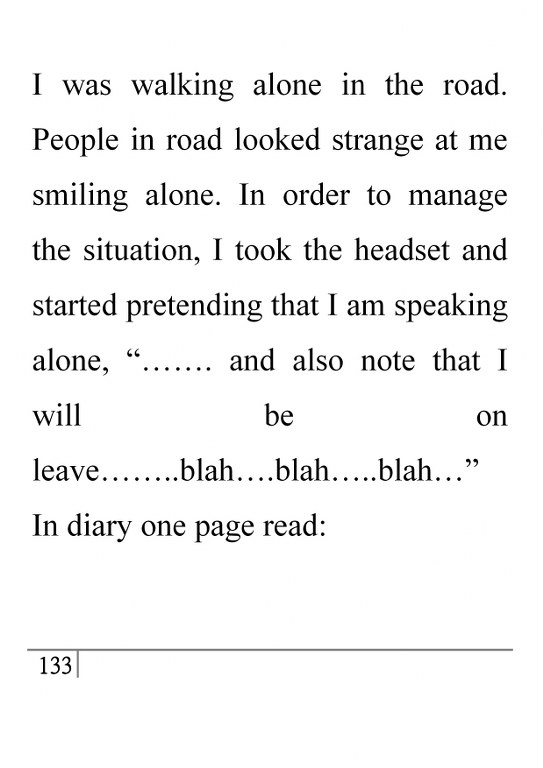 I was walking alone in the road.
People in road looked strange at me
smiling alone. In order to manage
the situation, I took the headset and
started pretending that I am speaking
alone, “……. and also note that I
will be on
leave……..blah….blah…..blah…”
In diary one page read:
133